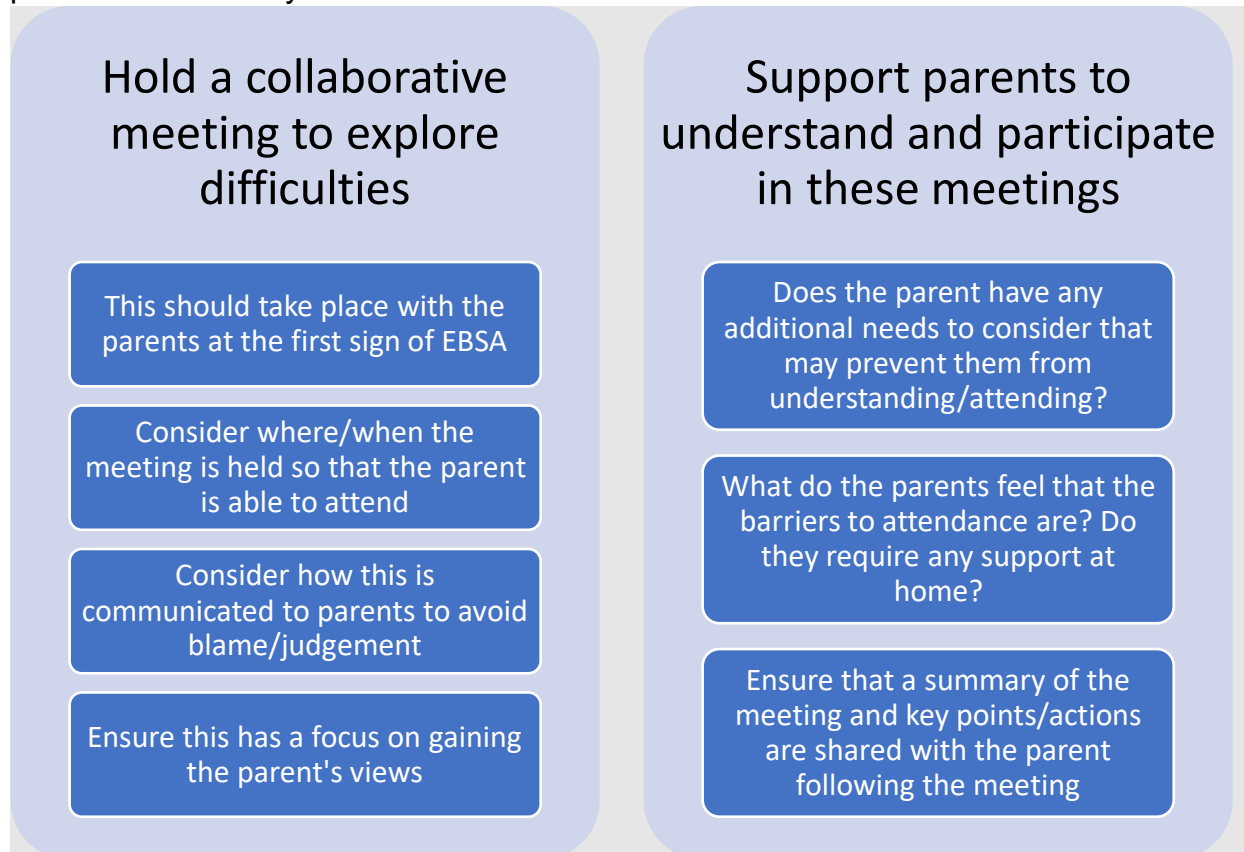 Hold a collaborative
meeting to explore
difficulties
This should take place with the
parents at the first sign of EBSA
Consider where/when the
meeting is held so that the parent
is able to attend
Consider how this is
communicated to parents to avoid
blame/judgement
Ensure this has a focus on gaining
the parent's views
Support parents to
understand and participate
in these meetings
Does the parent have any
additional needs to consider that
may prevent them from
understanding/attending?
What do the parents feel that the
barriers to attendance are? Do
they require any support at
home?
Ensure that a summary of the
meeting and key points/actions
are shared with the parent
following the meeting